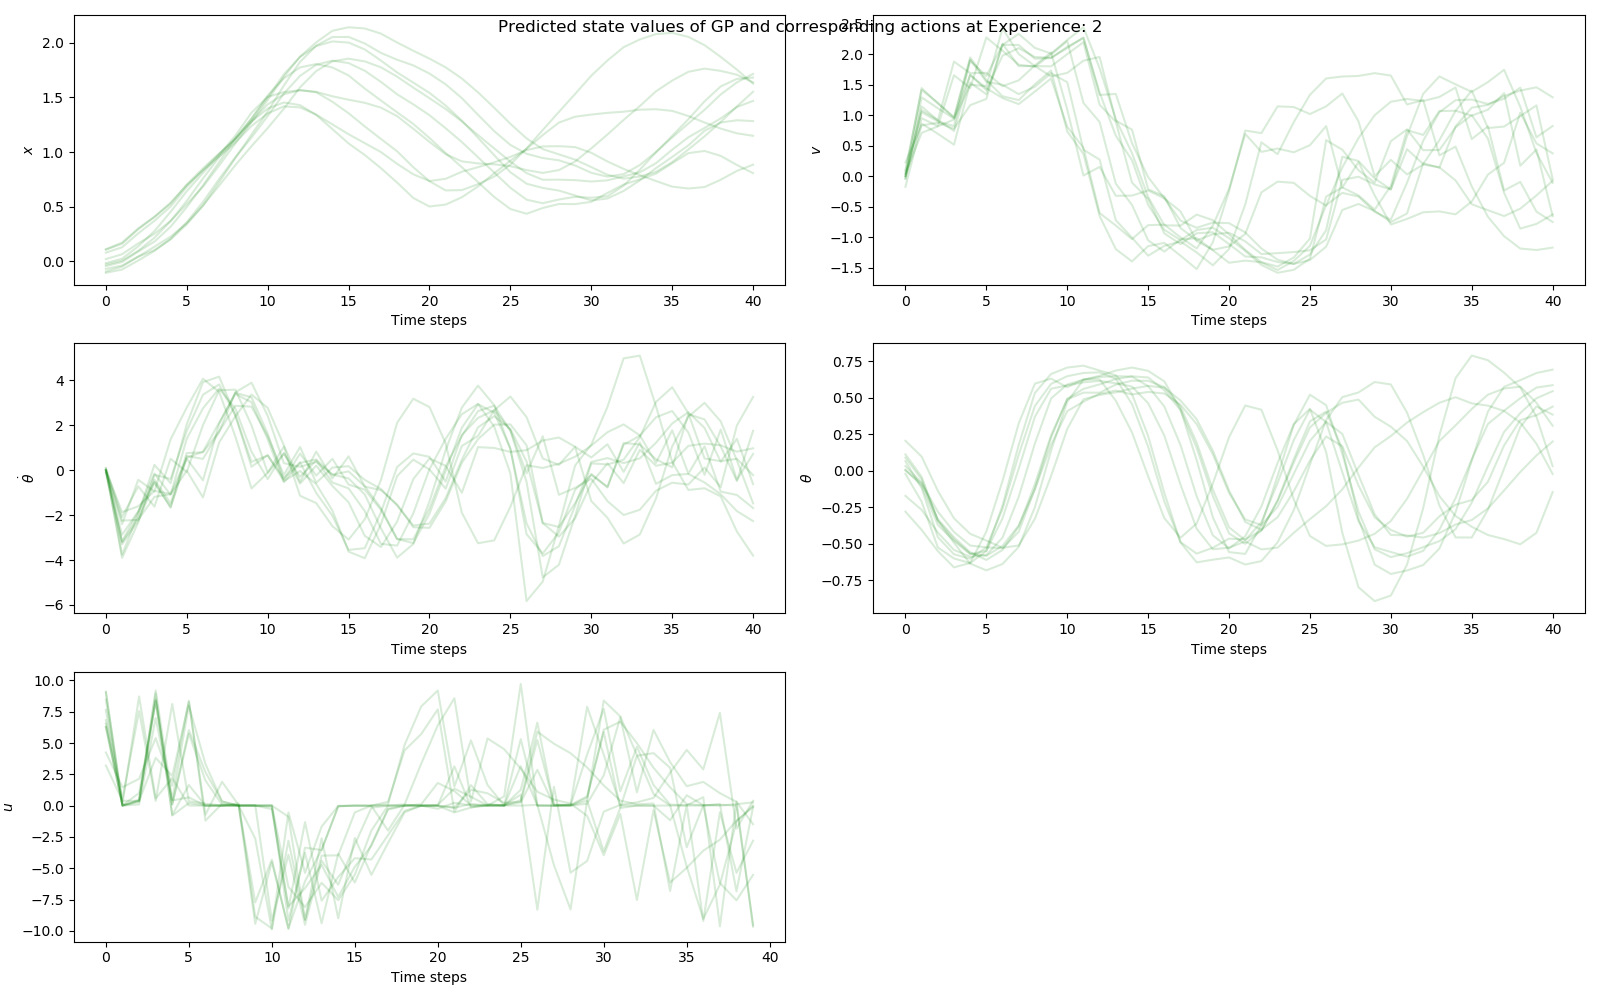 Predicted state values of GP and corresponding actions at Experience: 2
2.0
1.5
1.0
0.5
0.0
x
0 5 10 15 20 25 30 35 40
Time steps
2.5
2.0
1.5
1.0
0.5
0.0
−0.5
−1.0
−1.5
v
0 5 10 15 20 25 30 35 40
Time steps
4
2
0
−2
−4
−6
θ̇
0 5 10 15 20 25 30 35 40
Time steps
0.75
0.50
0.25
0.00
−0.25
−0.50
−0.75
θ
0 5 10 15 20 25 30 35 40
Time steps
10.0
7.5
5.0
2.5
0.0
−2.5
−5.0
−7.5
−10.0
u
0 5 10 15 20 25 30 35 40
Time steps